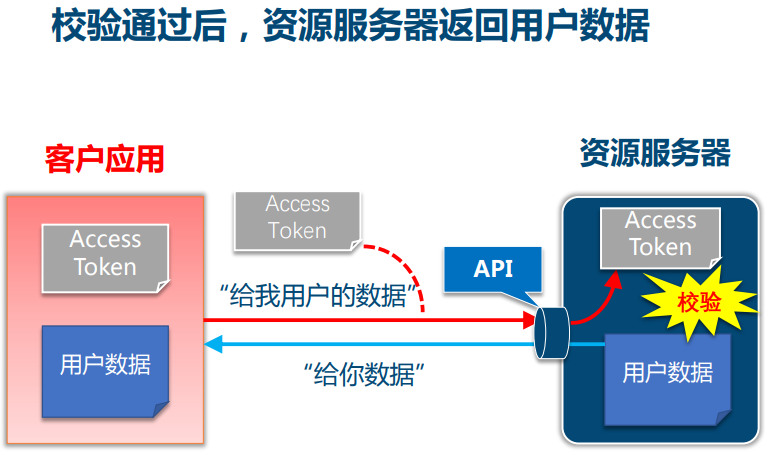 校验通过后，资源服务器返回用户数据
客户应用
资源服务器
Access
Token
Access
Token
Access
Token
API
“给我用户的数据”
校验
用户数据
“给你数据”
用户数据